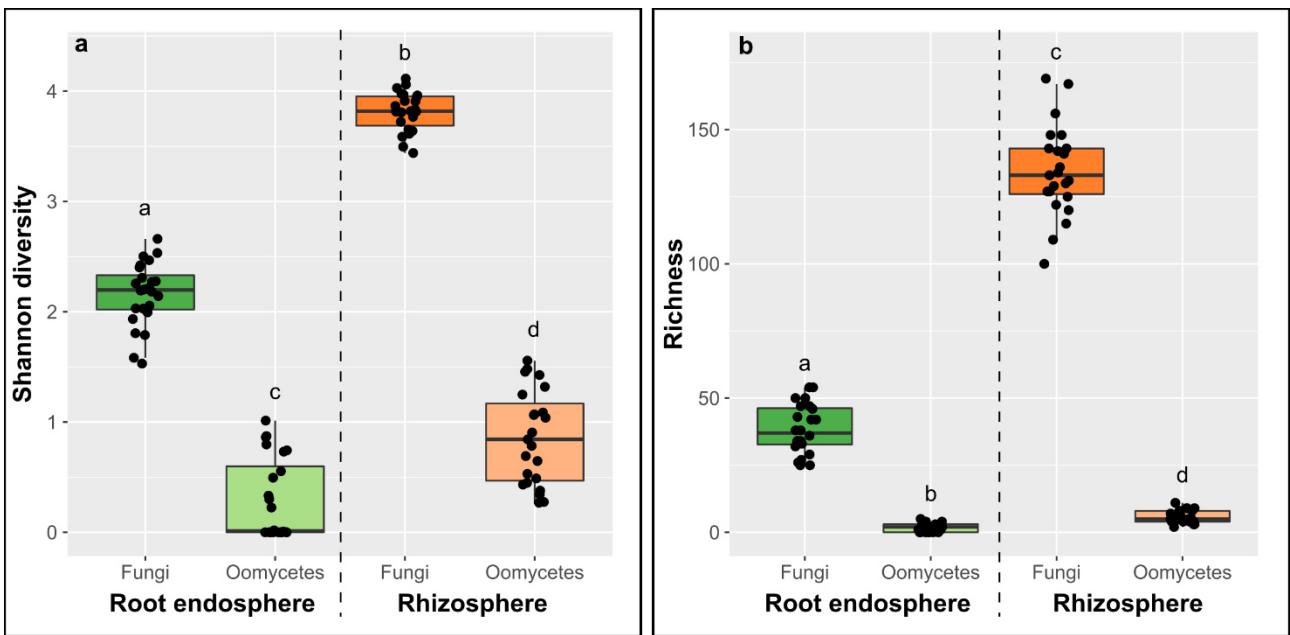 a
Shannon diversity
4
3
2
1
0
a
c
b
d
Fungi
Oomycetes
Fungi
Oomycetes
Root endosphere
Rhizosphere
b
Richness
150
100
50
0
a
b
c
d
Fungi
Oomycetes
Fungi
Oomycetes
Root endosphere
Rhizosphere